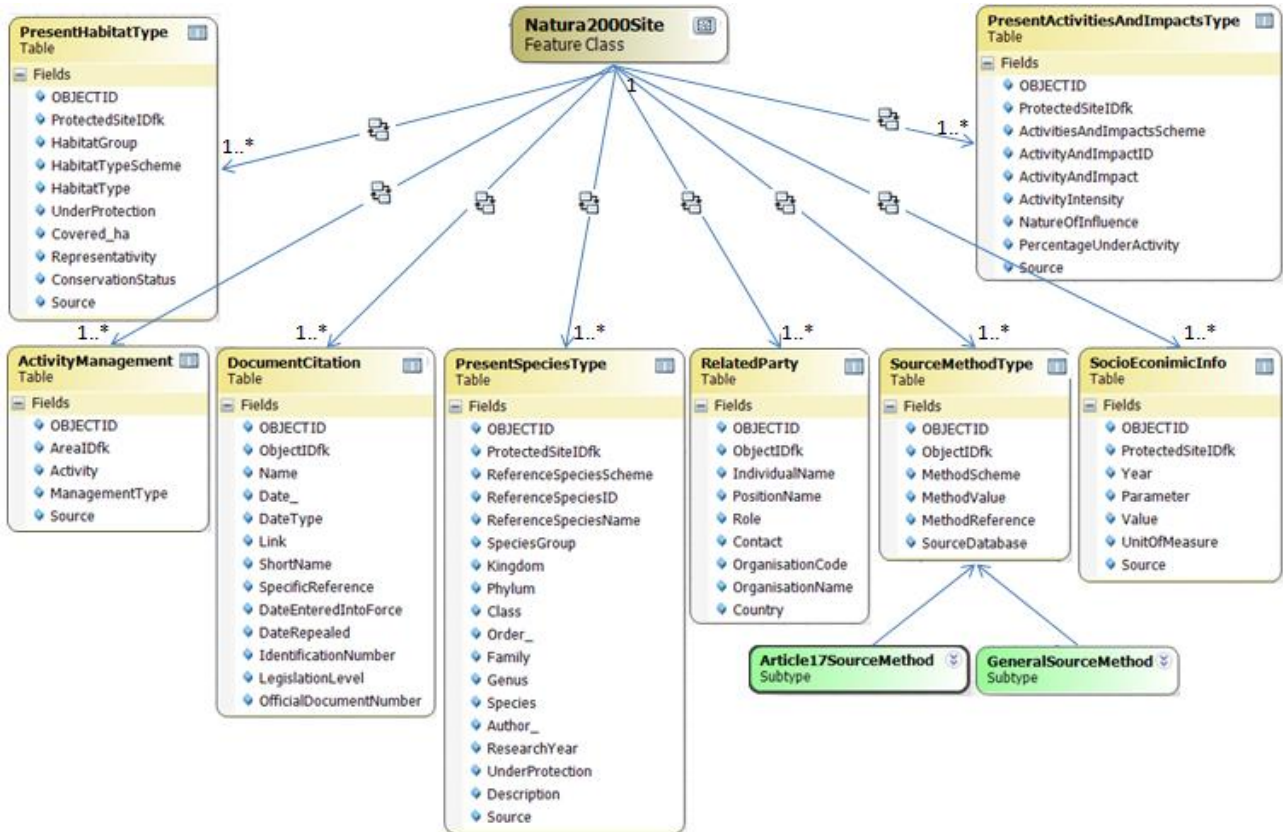 Natura2000Site
Feature Class
1
PresentHabitatType
Table
Fields
OBJECTID
ProtectedSiteIDfk
HabitatGroup
HabitatTypeScheme
HabitatType
UnderProtection
Covered_ha
Representativity
ConservationStatus
Source
1..*
PresentActivitiesAndImpactsType
Table
Fields
OBJECTID
ProtectedSiteIDfk
ActivitiesAndImpactsScheme
ActivityAndImpactID
ActivityAndImpact
ActivityIntensity
NatureOfInfluence
PercentageUnderActivity
Source
1..*
1..*
ActivityManagement
Table
Fields
OBJECTID
AreaIDfk
Activity
ManagementType
Source
1..*
DocumentCitation
Table
Fields
OBJECTID
ObjectIDfk
Name
Date_
DateType
Link
ShortName
SpecificReference
DateEnteredIntoForce
DateRepealed
IdentificationNumber
LegislationLevel
OfficialDocumentNumber
1..*
PresentSpeciesType
Table
Fields
OBJECTID
ProtectedSiteIDfk
ReferenceSpeciesScheme
ReferenceSpeciesID
ReferenceSpeciesName
SpeciesGroup
Kingdom
Phylum
Class
Order_
Family
Genus
Species
Author_
ResearchYear
UnderProtection
Description
Source
1..*
RelatedParty
Table
Fields
OBJECTID
ObjectIDfk
IndividualName
PositionName
Role
Contact
OrganisationCode
OrganisationName
Country
1..*
SourceMethodType
Table
Fields
OBJECTID
ObjectIDfk
MethodScheme
MethodValue
MethodReference
SourceDatabase
1..*
SocioEconimicInfo
Table
Fields
OBJECTID
ProtectedSiteIDfk
Year
Parameter
Value
UnitOfMeasure
Source
Article17SourceMethod
Subtype
GeneralSourceMethod
Subtype